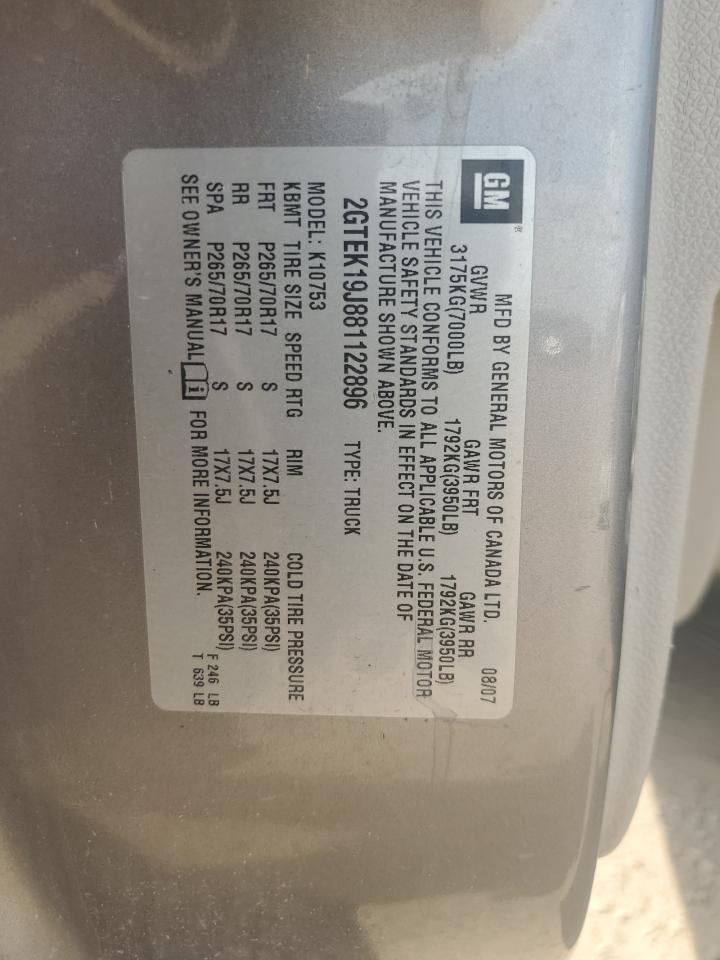 GM®
MFD BY GENERAL MOTORS OF CANADA LTD. 08/07
GVWR GAWR FRT GAWR RR
3175KG(7000LB) 1792KG(3950LB) 1792KG(3950LB)
THIS VEHICLE CONFORMS TO ALL APPLICABLE U.S. FEDERAL MOTOR
VEHICLE SAFETY STANDARDS IN EFFECT ON THE DATE OF
MANUFACTURE SHOWN ABOVE.
2GTEK19J881122896 TYPE: TRUCK
MODEL: K10753
KBMT TIRE SIZE SPEED RTG RIM COLD TIRE PRESSURE
FRT P265/70R17 S 17X7.5J 240KPA(35PSI)
RR P265/70R17 S 17X7.5J 240KPA(35PSI)
SPA P265/70R17 S 17X7.5J 240KPA(35PSI) F 246 LB
SEE OWNER'S MANUAL i FOR MORE INFORMATION. T 639 LB